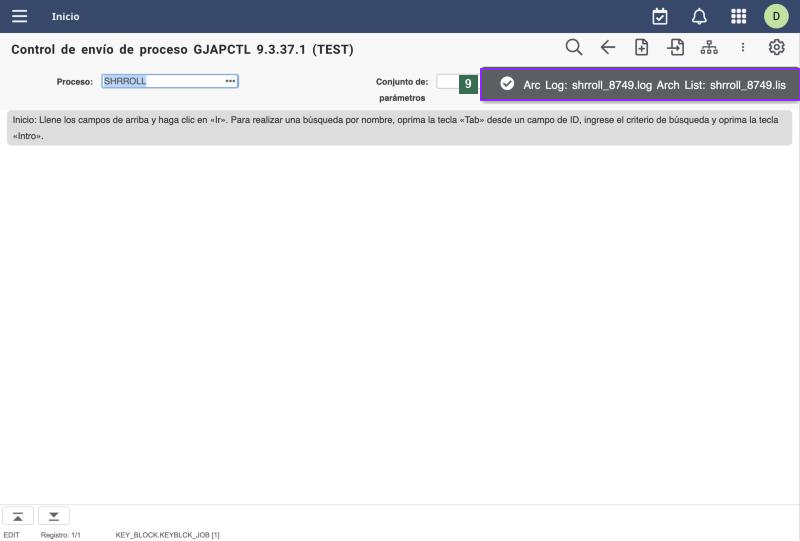 Inicio
D
Control de envío de proceso GJAPCTL 9.3.37.1 (TEST)
Proceso: SHRROLL ••• Conjunto de: 9
parámetros
Arc Log: shrroll_8749.log Arch List: shrroll_8749.lis
Inicio: Llene los campos de arriba y haga clic en «Ir». Para realizar una búsqueda por nombre, oprima la tecla «Tab» desde un campo de ID, ingrese el criterio de búsqueda y oprima la tecla
«Intro».
EDIT Registro: 1/1 KEY_BLOCK.KEYBLCK_JOB [1]